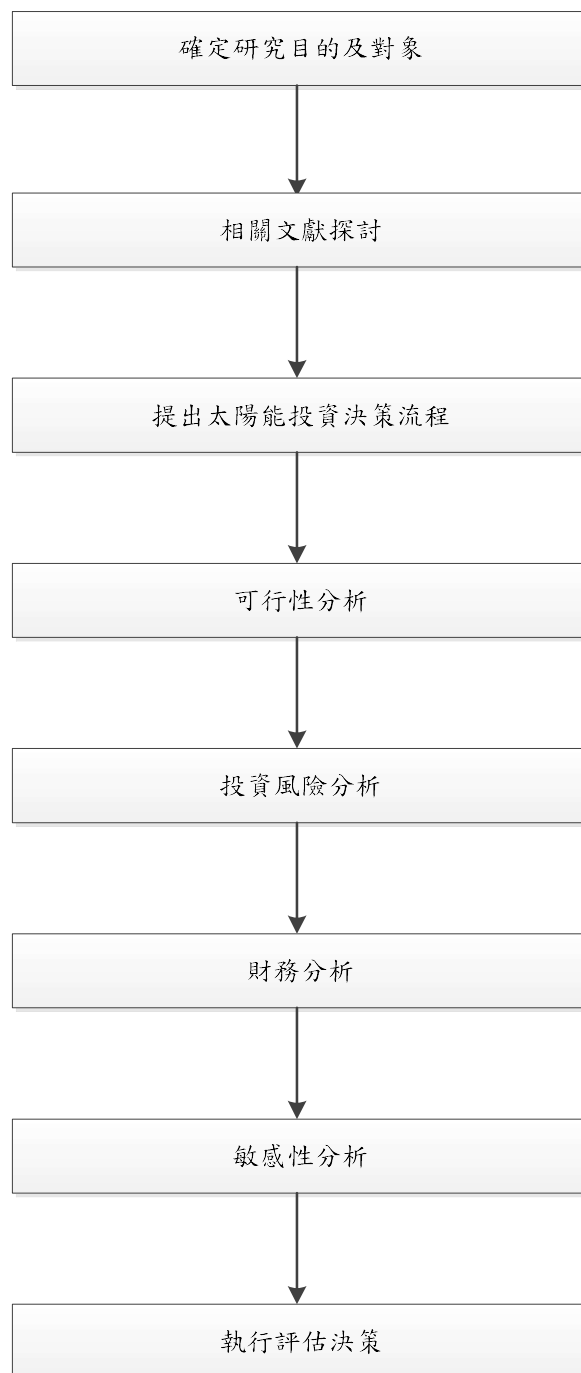 確定研究目的及對象
相關文獻探討
提出太陽能投資決策流程
可行性分析
投資風險分析
財務分析
敏感性分析
執行評估決策